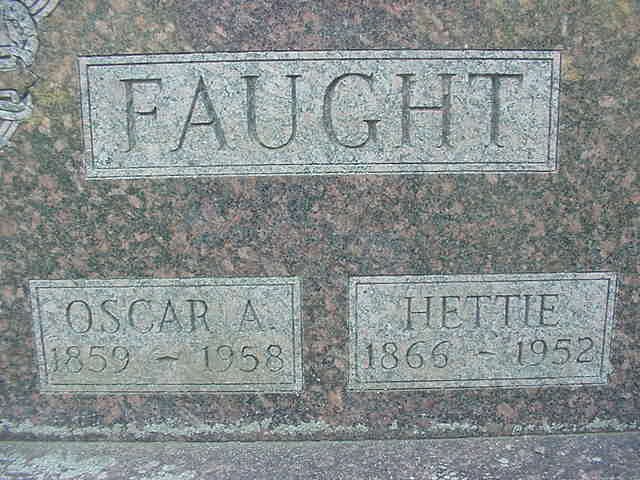 FAUGHT
OSCAR A.
1859 ~ 1958
HETTIE
1866 ~ 1952